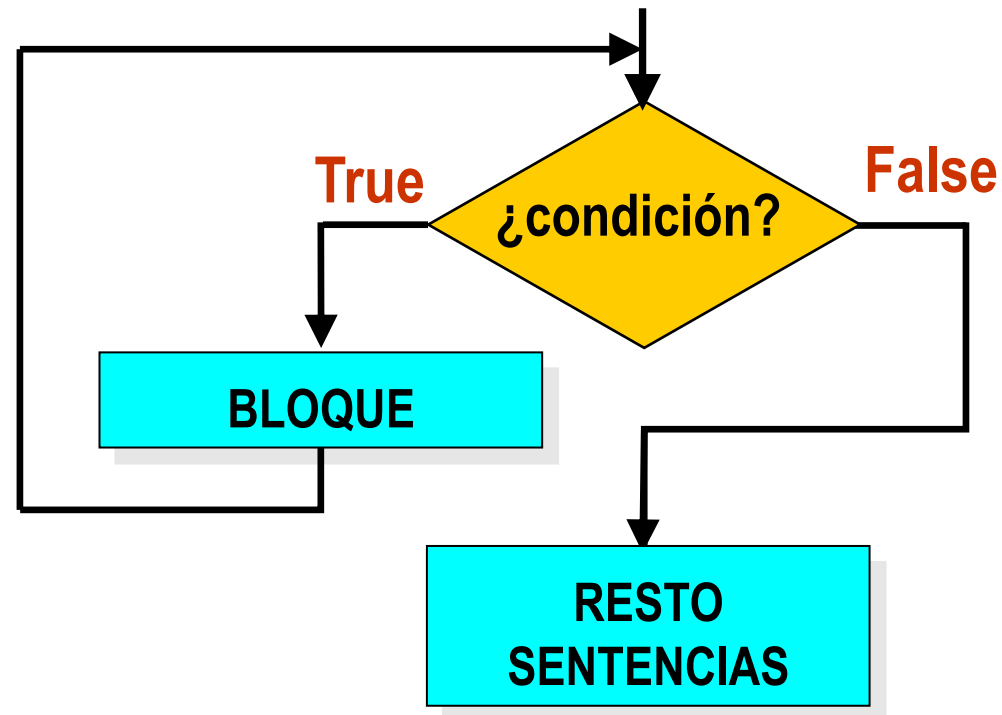 True
False
¿condición?
BLOQUE
RESTO
SENTENCIAS